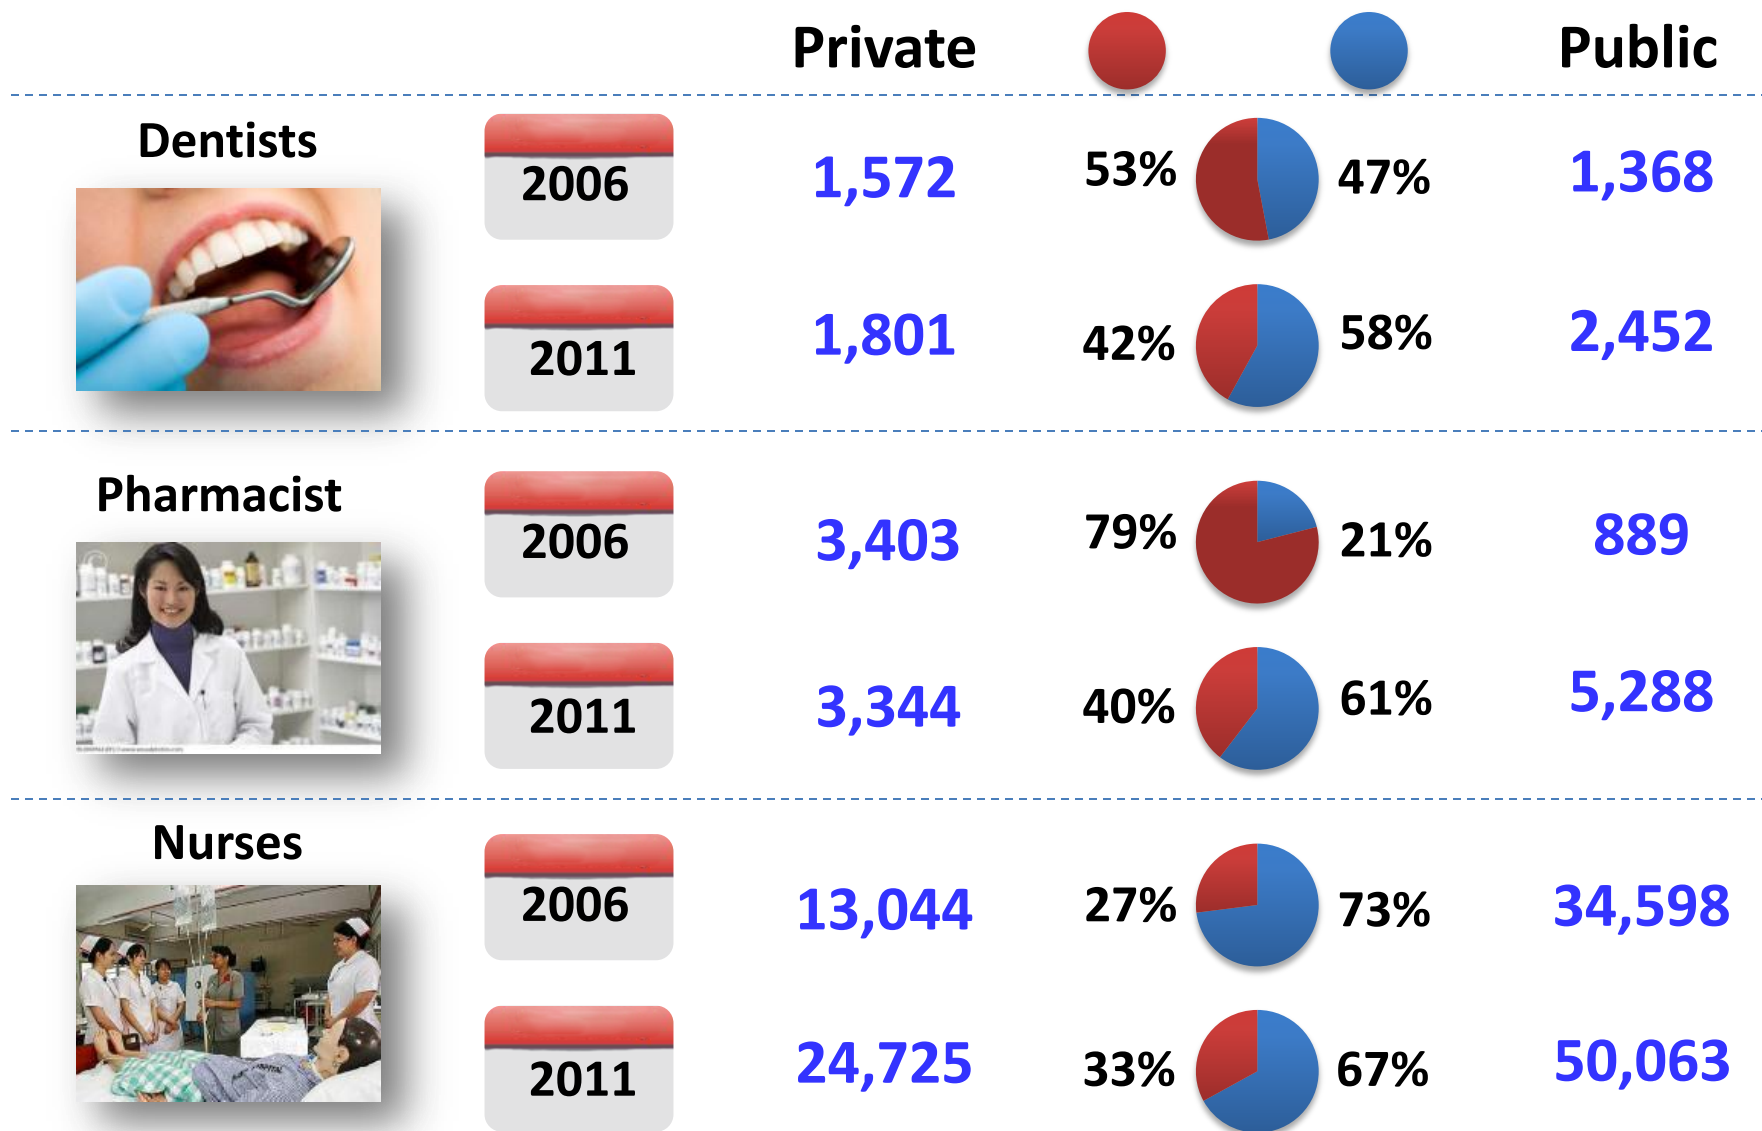 Private Public
Dentists
2006 1,572 53% 47% 1,368
2011 1,801 42% 58% 2,452
Pharmacist
2006 3,403 79% 21% 889
2011 3,344 40% 61% 5,288
Nurses
2006 13,044 27% 73% 34,598
2011 24,725 33% 67% 50,063